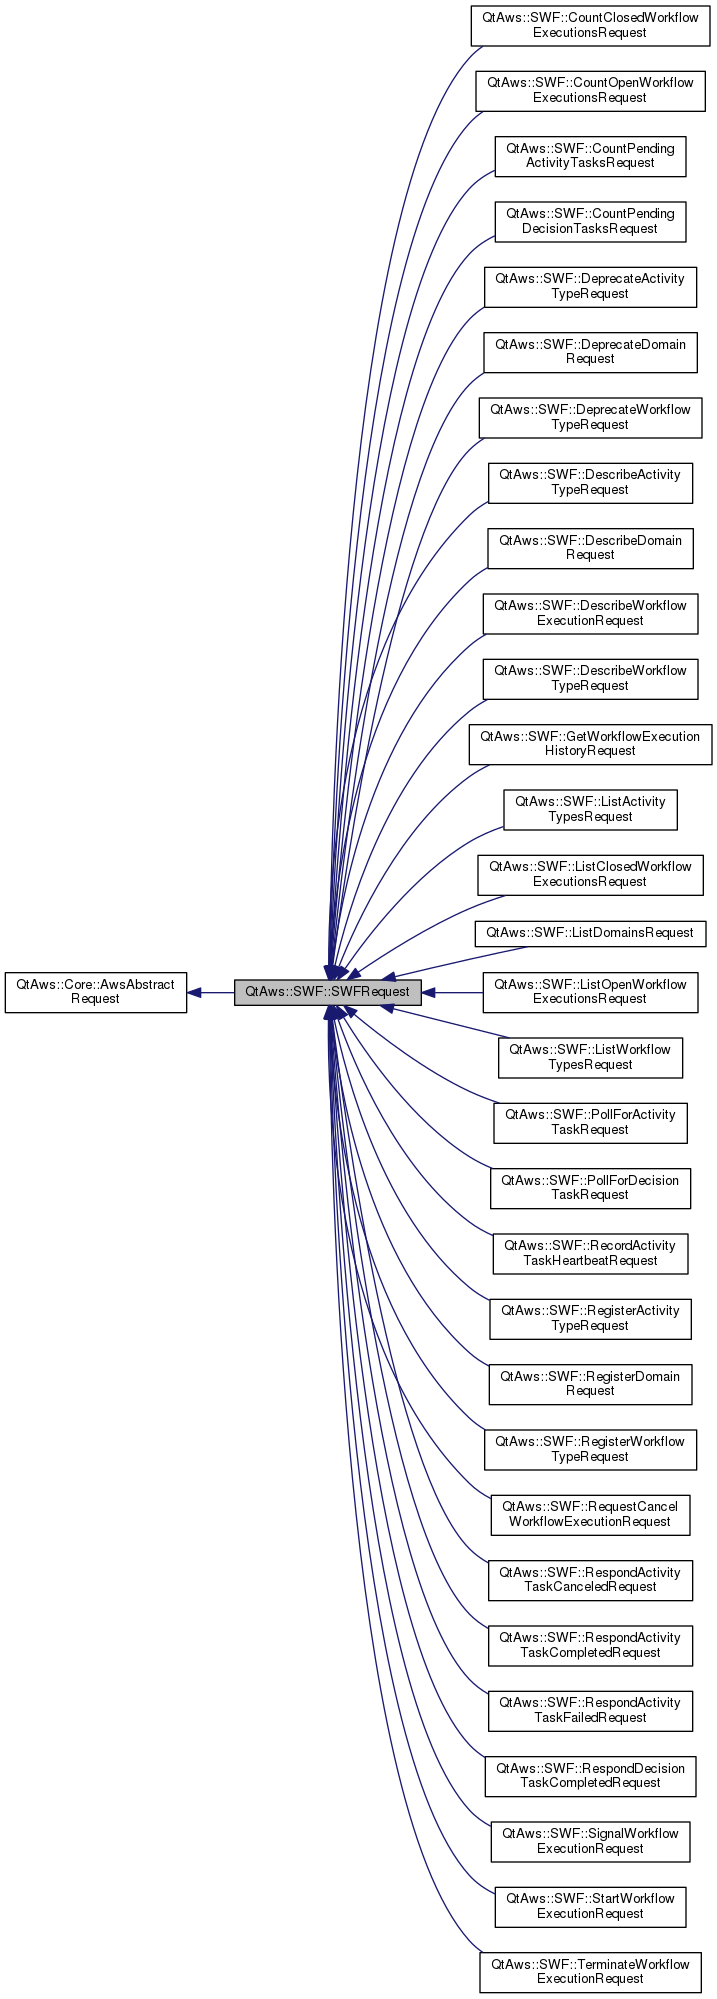 QtAws::SWF::CountClosedWorkflow
ExecutionsRequest
QtAws::SWF::CountOpenWorkflow
ExecutionsRequest
QtAws::SWF::CountPending
ActivityTasksRequest
QtAws::SWF::CountPending
DecisionTasksRequest
QtAws::SWF::DeprecateActivity
TypeRequest
QtAws::SWF::DeprecateDomain
Request
QtAws::SWF::DeprecateWorkflow
TypeRequest
QtAws::SWF::DescribeActivity
TypeRequest
QtAws::SWF::DescribeDomain
Request
QtAws::SWF::DescribeWorkflow
ExecutionRequest
QtAws::SWF::DescribeWorkflow
TypeRequest
QtAws::SWF::GetWorkflowExecution
HistoryRequest
QtAws::SWF::ListActivity
TypesRequest
QtAws::SWF::ListClosedWorkflow
ExecutionsRequest
QtAws::SWF::ListDomainsRequest
QtAws::Core::AwsAbstract
Request
QtAws::SWF::SWFRequest
QtAws::SWF::ListOpenWorkflow
ExecutionsRequest
QtAws::SWF::ListWorkflow
TypesRequest
QtAws::SWF::PollForActivity
TaskRequest
QtAws::SWF::PollForDecision
TaskRequest
QtAws::SWF::RecordActivity
TaskHeartbeatRequest
QtAws::SWF::RegisterActivity
TypeRequest
QtAws::SWF::RegisterDomain
Request
QtAws::SWF::RegisterWorkflow
TypeRequest
QtAws::SWF::RequestCancel
WorkflowExecutionRequest
QtAws::SWF::RespondActivity
TaskCanceledRequest
QtAws::SWF::RespondActivity
TaskCompletedRequest
QtAws::SWF::RespondActivity
TaskFailedRequest
QtAws::SWF::RespondDecision
TaskCompletedRequest
QtAws::SWF::SignalWorkflow
ExecutionRequest
QtAws::SWF::StartWorkflow
ExecutionRequest
QtAws::SWF::TerminateWorkflow
ExecutionRequest